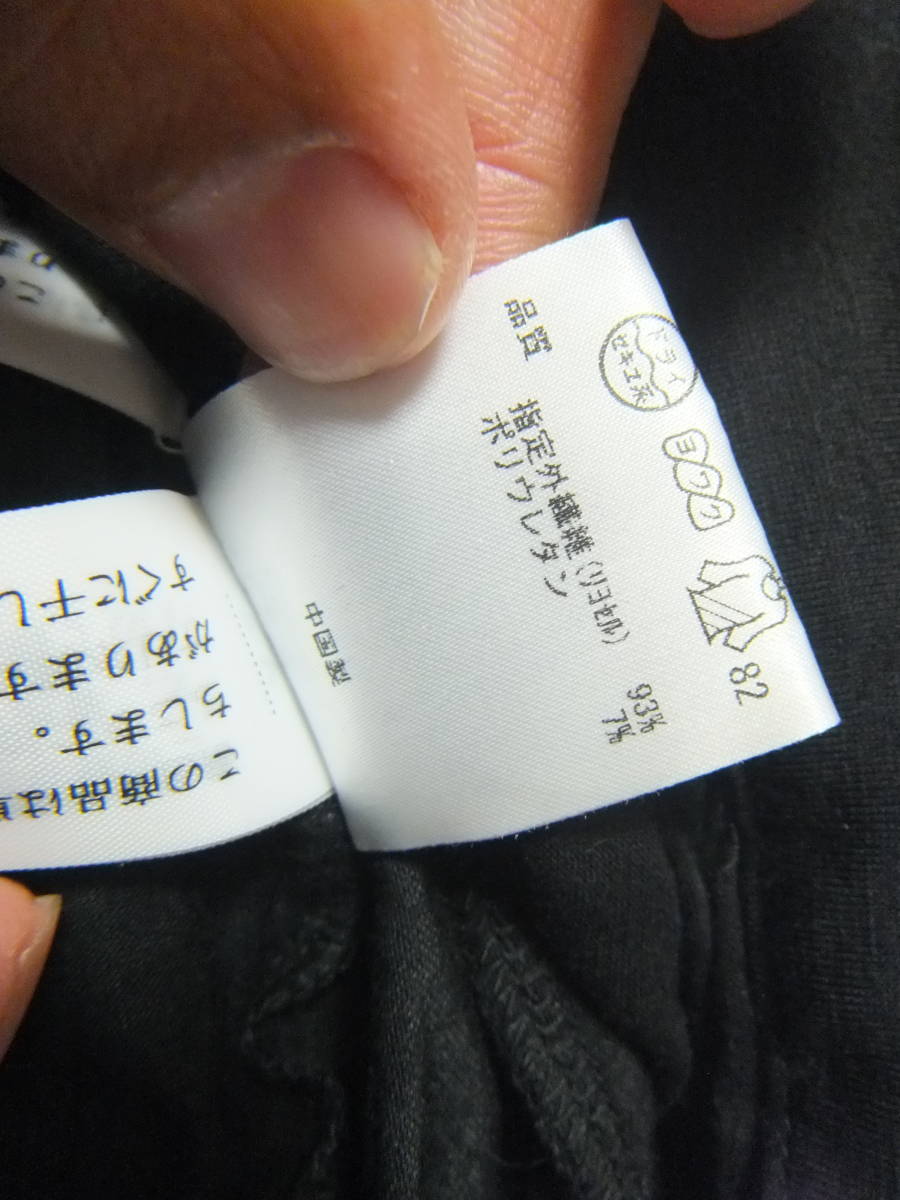 ドライ
セキユ系
ヨワク
82
品質
指定外繊維(リヨセル) 93%
ポリウレタン 7%
中国製
この商品は
ちします。
があります
すぐに干し